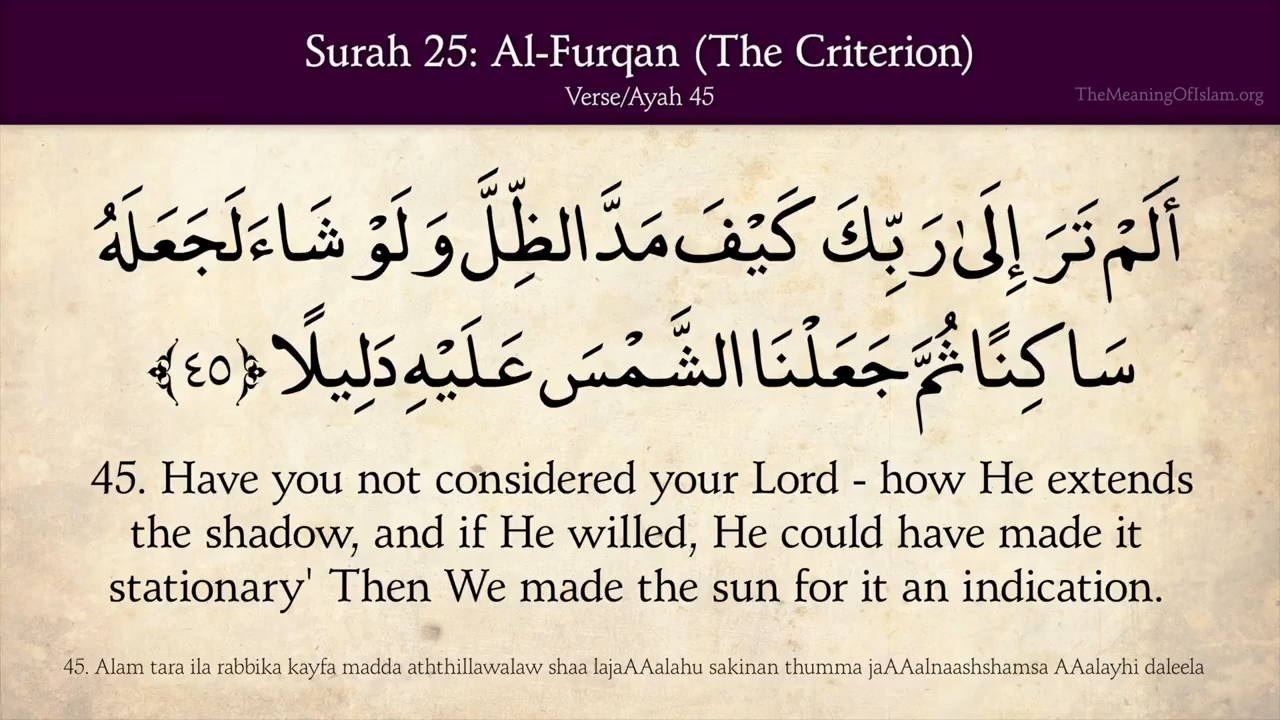 Surah 25: Al-Furqan (The Criterion)
Verse/Ayah 45
TheMeaningOfIslam.org
أَلَمْ تَرَ إِلَىٰ رَبِّكَ كَيْفَ مَدَّ الظِّلَّ وَلَوْ شَاءَ لَجَعَلَهُ
سَاكِنًا ثُمَّ جَعَلْنَا الشَّمْسَ عَلَيْهِ دَلِيلًا ﴿٤٥﴾
45. Have you not considered your Lord - how He extends
the shadow, and if He willed, He could have made it
stationary' Then We made the sun for it an indication.
45. Alam tara ila rabbika kayfa madda aththillawalaw shaa lajaAAalahu sakinan thumma jaAAalnaashshamsa AAalayhi daleela